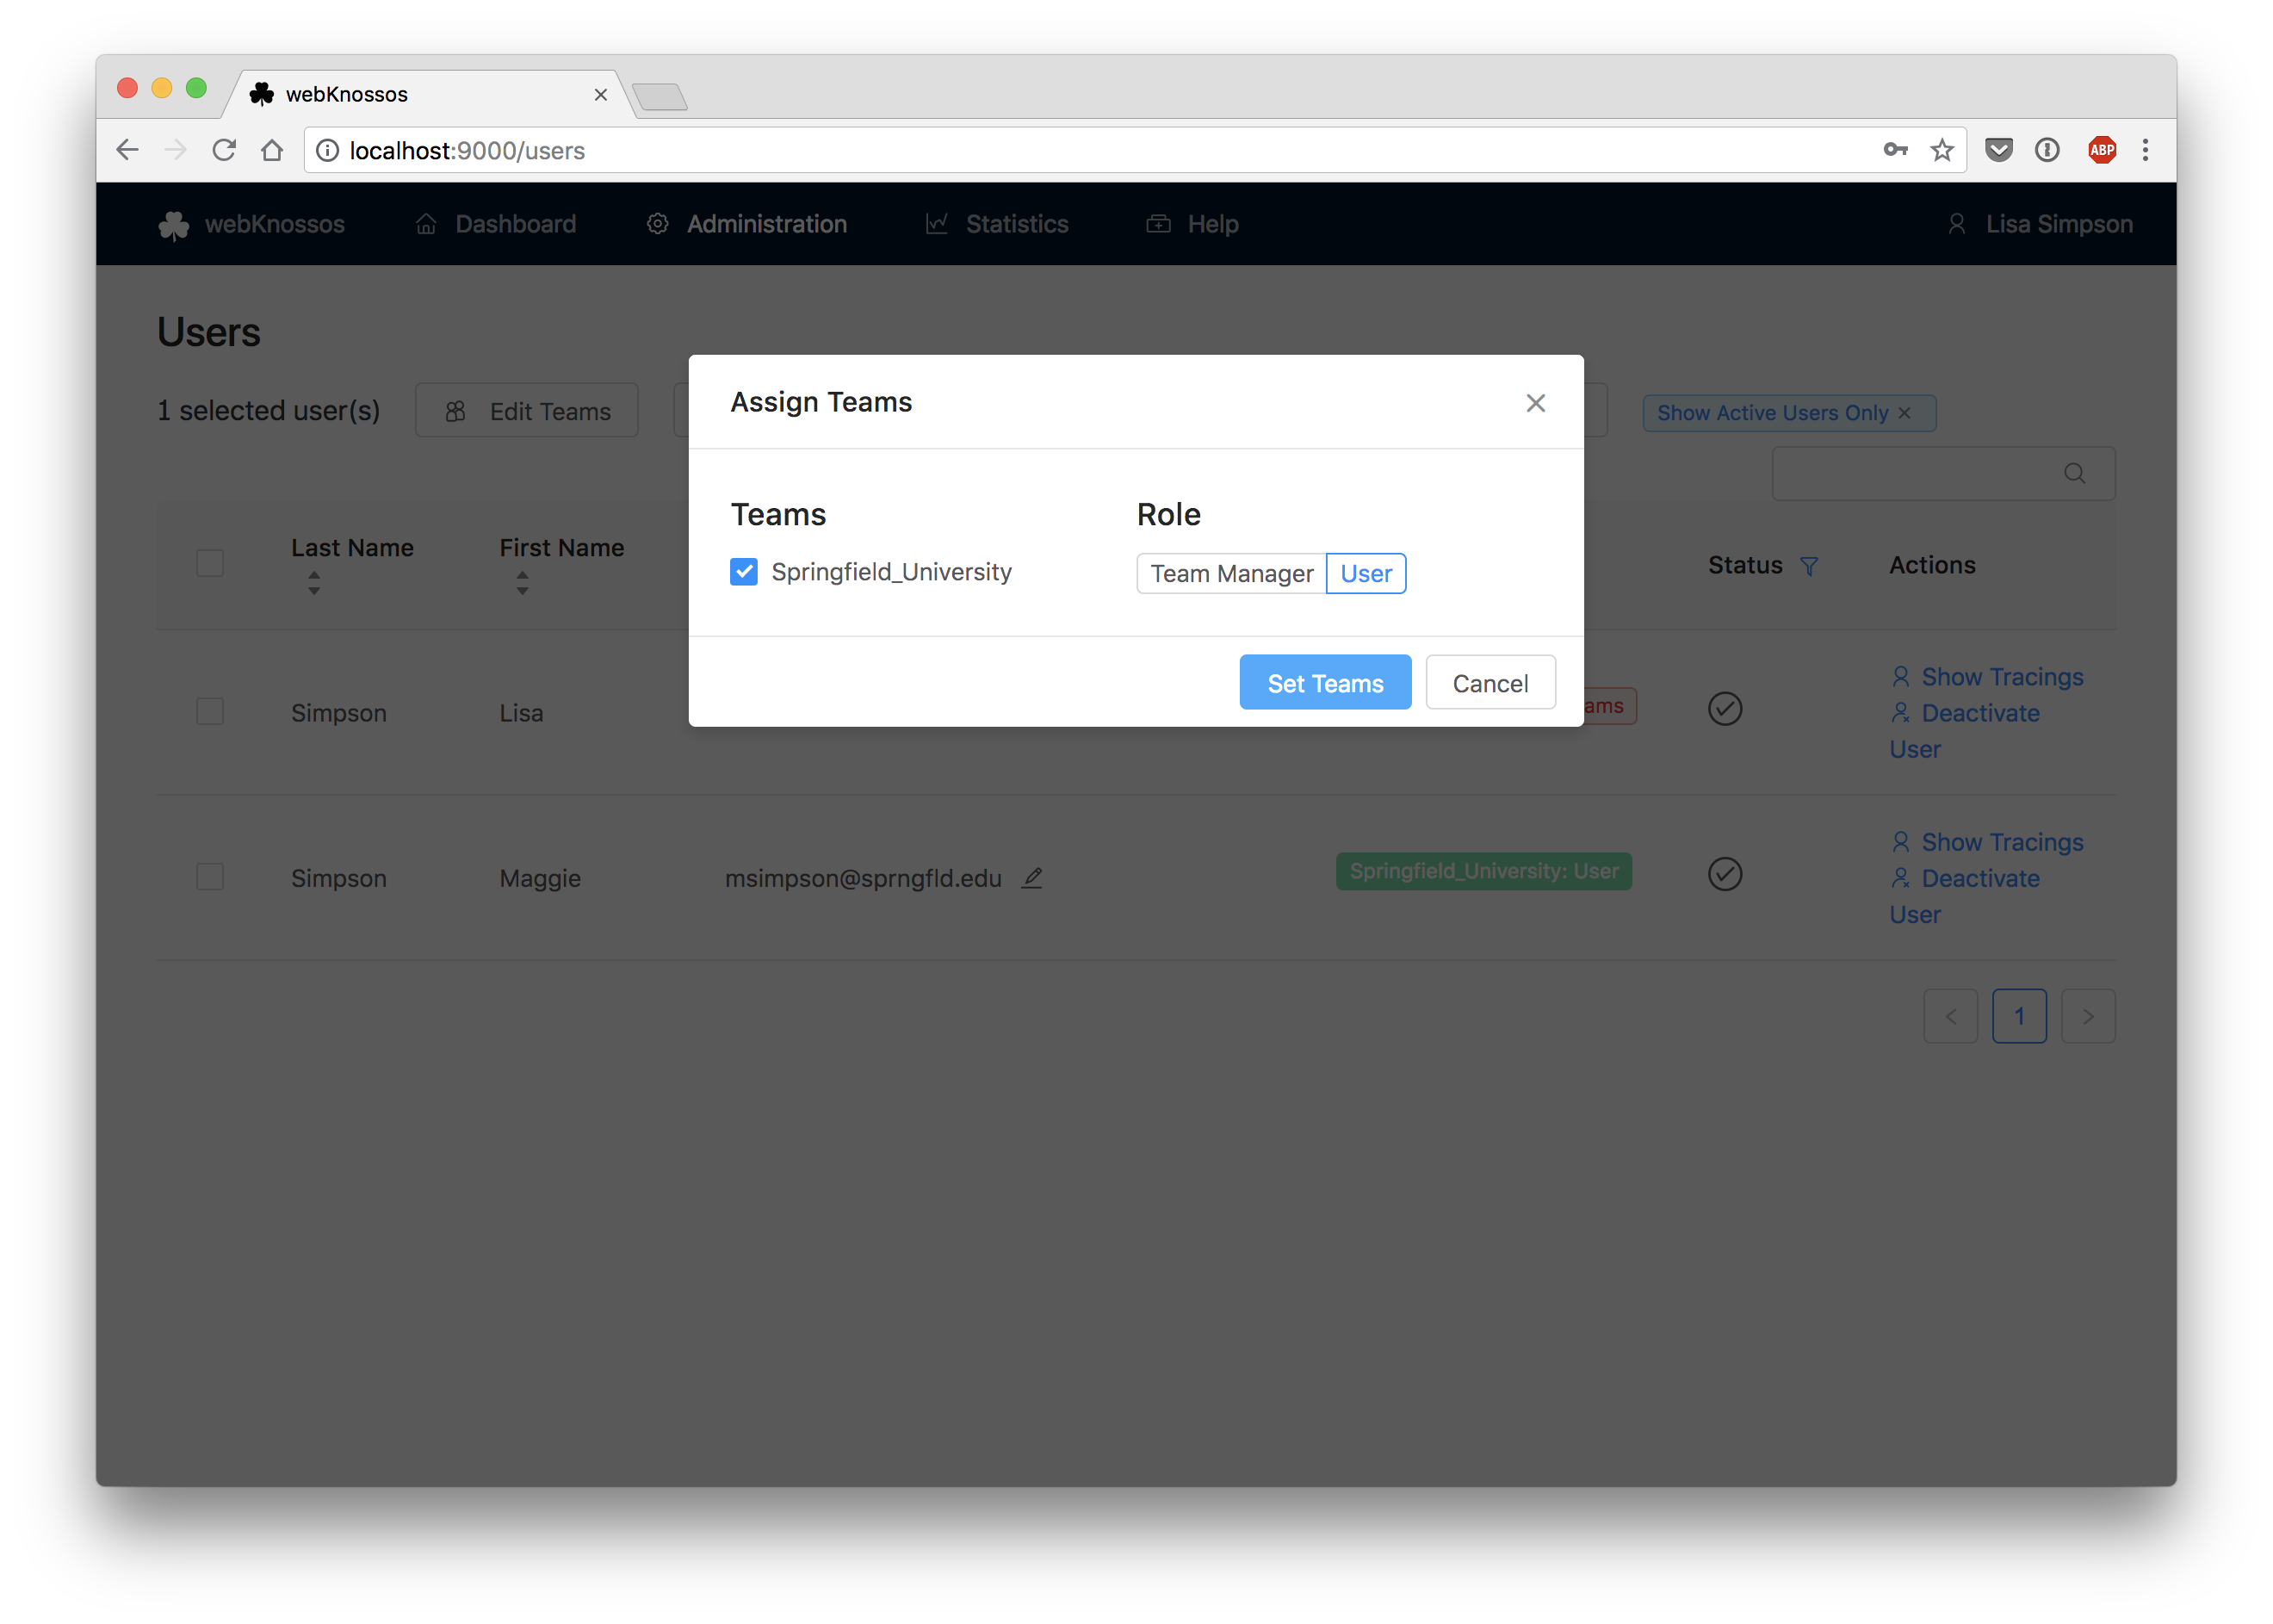 webKnossos
localhost:9000/users
ABP
webKnossos Dashboard Administration Statistics Help Lisa Simpson
Users
1 selected user(s) Edit Teams Show Active Users Only
Assign Teams
Teams Role
Springfield_University Team Manager User
Set Teams Cancel
Last Name First Name Status Actions
Simpson Lisa ams Show Tracings
Deactivate
User
Simpson Maggie msimpson@sprngfld.edu Springfield_University: User Show Tracings
Deactivate
User
1